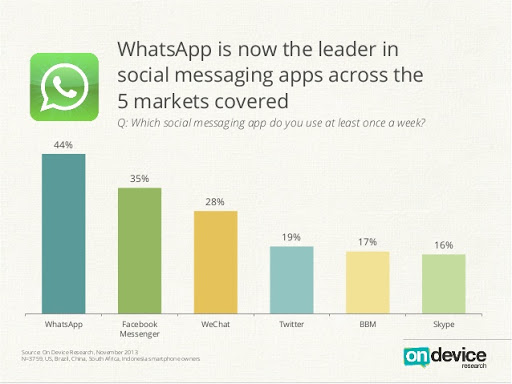 WhatsApp is now the leader in
social messaging apps across the
5 markets covered
Q: Which social messaging app do you use at least once a week?
44%
35%
28%
19%
17%
16%
WhatsApp
Facebook
Messenger
WeChat
Twitter
BBM
Skype
Source: On Device Research, November 2013
N=3759, US, Brazil, China, South Africa, Indonesia smartphone owners
ondevice
research